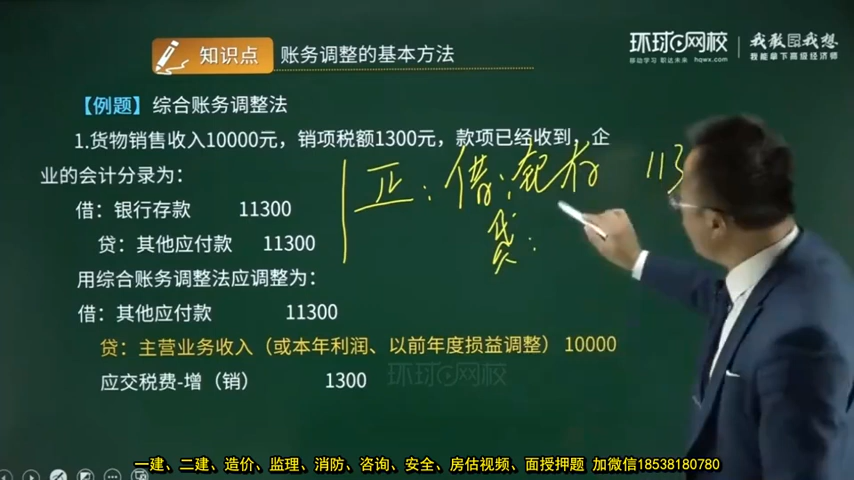 环球网校
移动学习 职达未来 hqwx.com
我敢我想
我能拿下高级经济师
知识点 账务调整的基本方法
【例题】综合账务调整法
1.货物销售收入10000元，销项税额1300元，款项已经收到，企
业的会计分录为：
借：银行存款 11300
贷：其他应付款 11300
用综合账务调整法应调整为：
借：其他应付款 11300
贷：主营业务收入（或本年利润、以前年度损益调整） 10000
应交税费-增（销） 1300
正：借：银存 113
贷：
环球网校
一建、二建、造价、监理、消防、咨询、安全、房估视频、面授押题 加微信18538180780